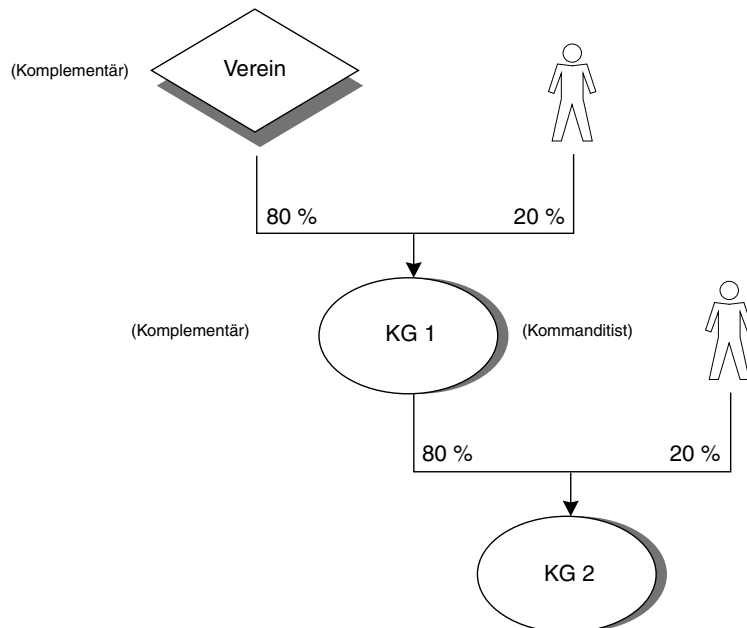 (Komplementär)
Verein
80 %
20 %
(Komplementär)
KG 1
(Kommanditist)
80 %
20 %
KG 2